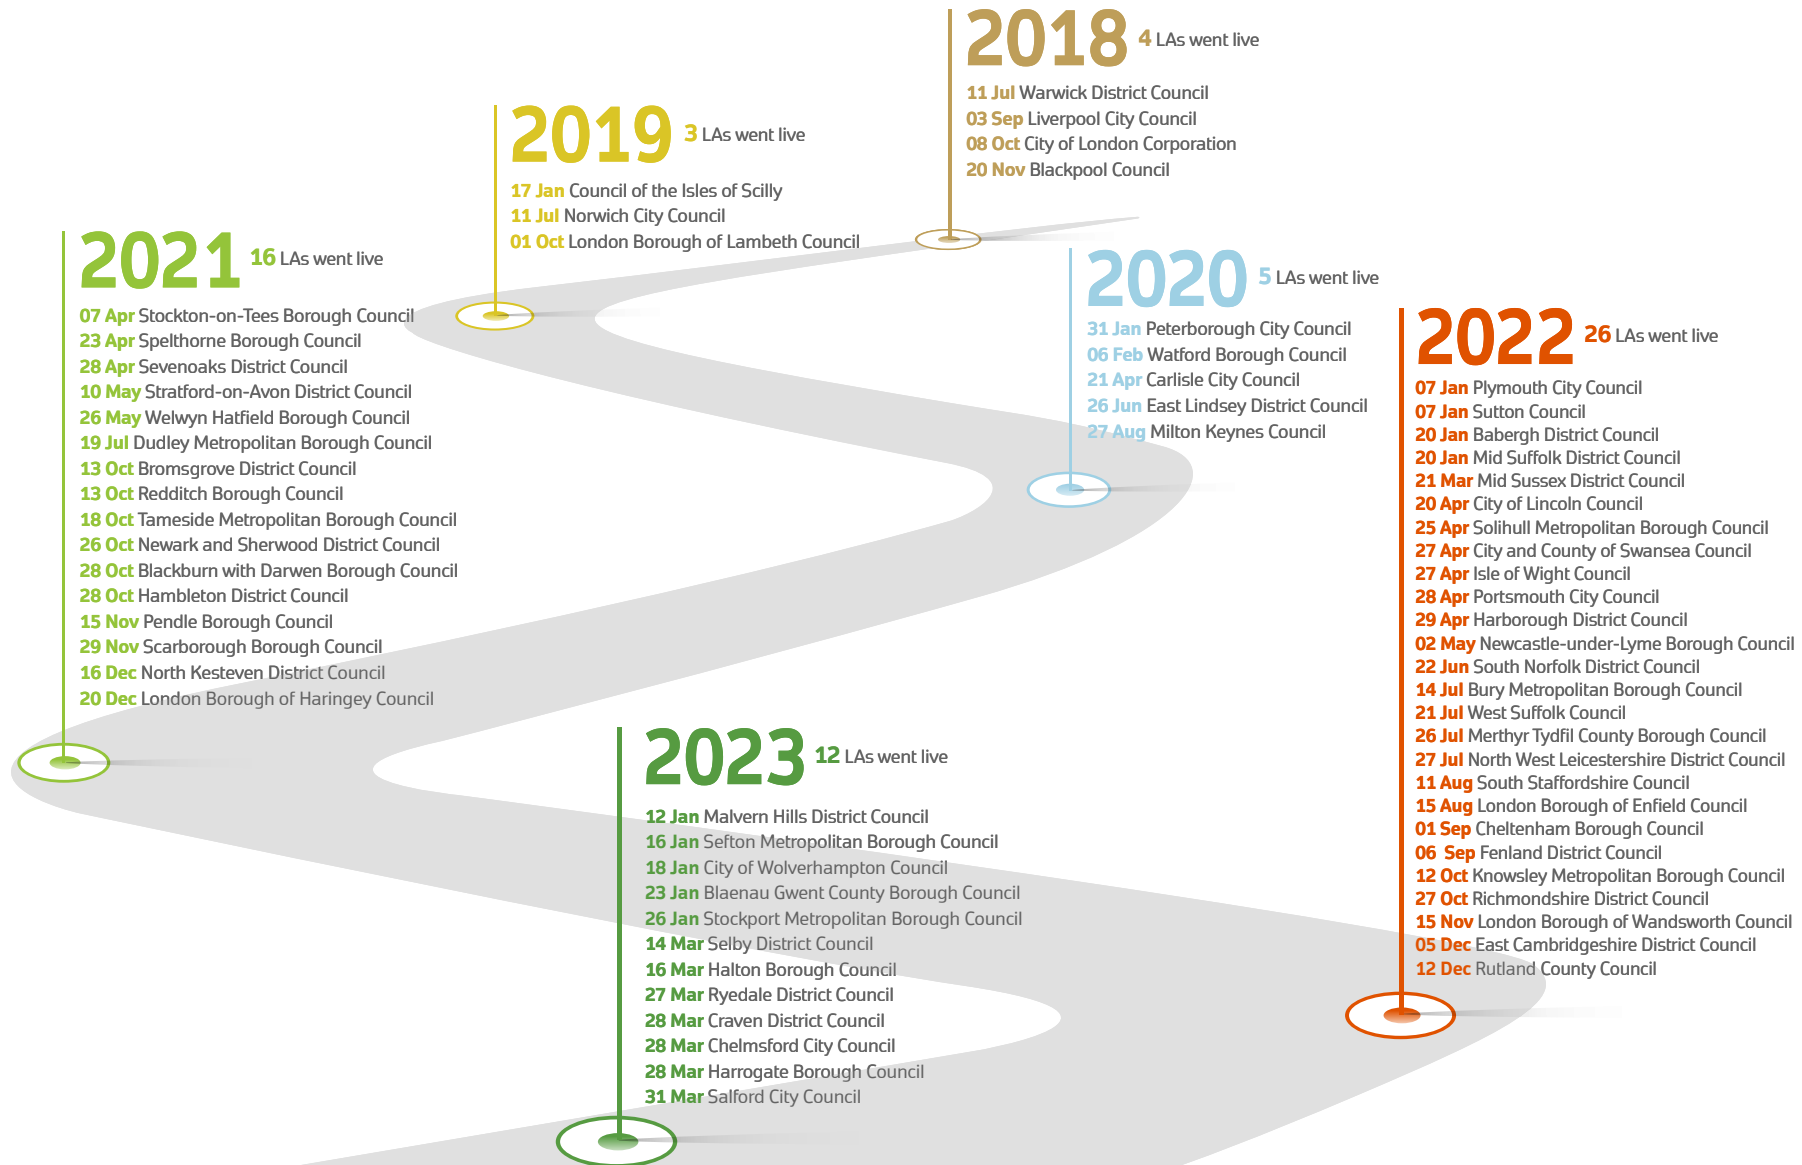 2018 4 LAs went live
11 Jul Warwick District Council
03 Sep Liverpool City Council
08 Oct City of London Corporation
20 Nov Blackpool Council
2019 3 LAs went live
17 Jan Council of the Isles of Scilly
11 Jul Norwich City Council
01 Oct London Borough of Lambeth Council
2020 5 LAs went live
31 Jan Peterborough City Council
06 Feb Watford Borough Council
21 Apr Carlisle City Council
26 Jun East Lindsey District Council
27 Aug Milton Keynes Council
2021 16 LAs went live
07 Apr Stockton-on-Tees Borough Council
23 Apr Spelthorne Borough Council
28 Apr Sevenoaks District Council
10 May Stratford-on-Avon District Council
26 May Welwyn Hatfield Borough Council
19 Jul Dudley Metropolitan Borough Council
13 Oct Bromsgrove District Council
13 Oct Redditch Borough Council
18 Oct Tameside Metropolitan Borough Council
26 Oct Newark and Sherwood District Council
28 Oct Blackburn with Darwen Borough Council
28 Oct Hambleton District Council
15 Nov Pendle Borough Council
29 Nov Scarborough Borough Council
16 Dec North Kesteven District Council
20 Dec London Borough of Haringey Council
2022 26 LAs went live
07 Jan Plymouth City Council
07 Jan Sutton Council
20 Jan Babergh District Council
20 Jan Mid Suffolk District Council
21 Mar Mid Sussex District Council
20 Apr City of Lincoln Council
25 Apr Solihull Metropolitan Borough Council
27 Apr City and County of Swansea Council
27 Apr Isle of Wight Council
28 Apr Portsmouth City Council
29 Apr Harborough District Council
02 May Newcastle-under-Lyme Borough Council
22 Jun South Norfolk District Council
14 Jul Bury Metropolitan Borough Council
21 Jul West Suffolk Council
26 Jul Merthyr Tydfil County Borough Council
27 Jul North West Leicestershire District Council
11 Aug South Staffordshire Council
15 Aug London Borough of Enfield Council
01 Sep Cheltenham Borough Council
06 Sep Fenland District Council
12 Oct Knowsley Metropolitan Borough Council
27 Oct Richmondshire District Council
15 Nov London Borough of Wandsworth Council
05 Dec East Cambridgeshire District Council
12 Dec Rutland County Council
2023 12 LAs went live
12 Jan Malvern Hills District Council
16 Jan Sefton Metropolitan Borough Council
18 Jan City of Wolverhampton Council
23 Jan Blaenau Gwent County Borough Council
26 Jan Stockport Metropolitan Borough Council
14 Mar Selby District Council
16 Mar Halton Borough Council
27 Mar Ryedale District Council
28 Mar Craven District Council
28 Mar Chelmsford City Council
28 Mar Harrogate Borough Council
31 Mar Salford City Council